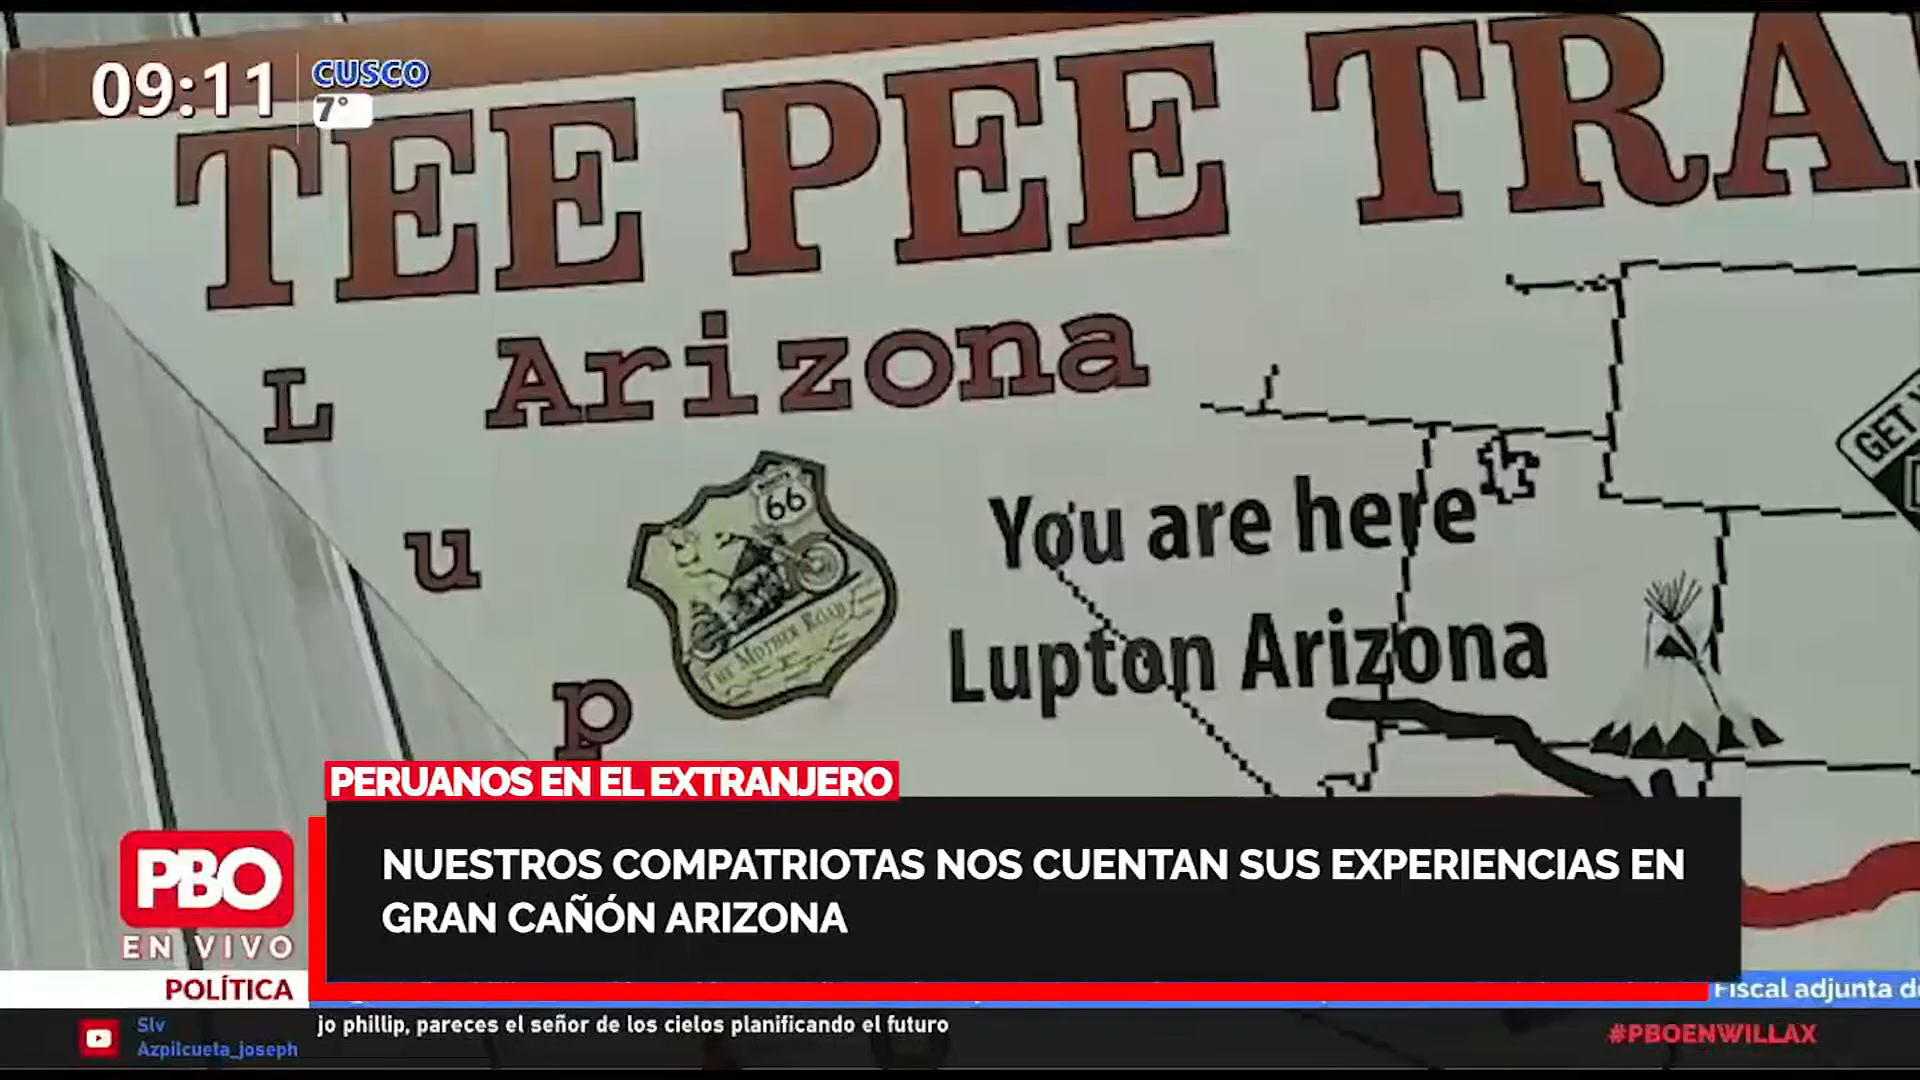 09:11
CUSCO
7°
TEE PEE TRA
L
Arizona
u
p
66
THE MOTHER ROAD
You are here
Lupton Arizona
GET
PERUANOS EN EL EXTRANJERO
NUESTROS COMPATRIOTAS NOS CUENTAN SUS EXPERIENCIAS EN
GRAN CAÑÓN ARIZONA
PBO
EN VIVO
POLÍTICA
Fiscal adjunta
Slv
Azpilcueta_joseph
jo phillip, pareces el señor de los cielos planificando el futuro
#PBOENWILLAX